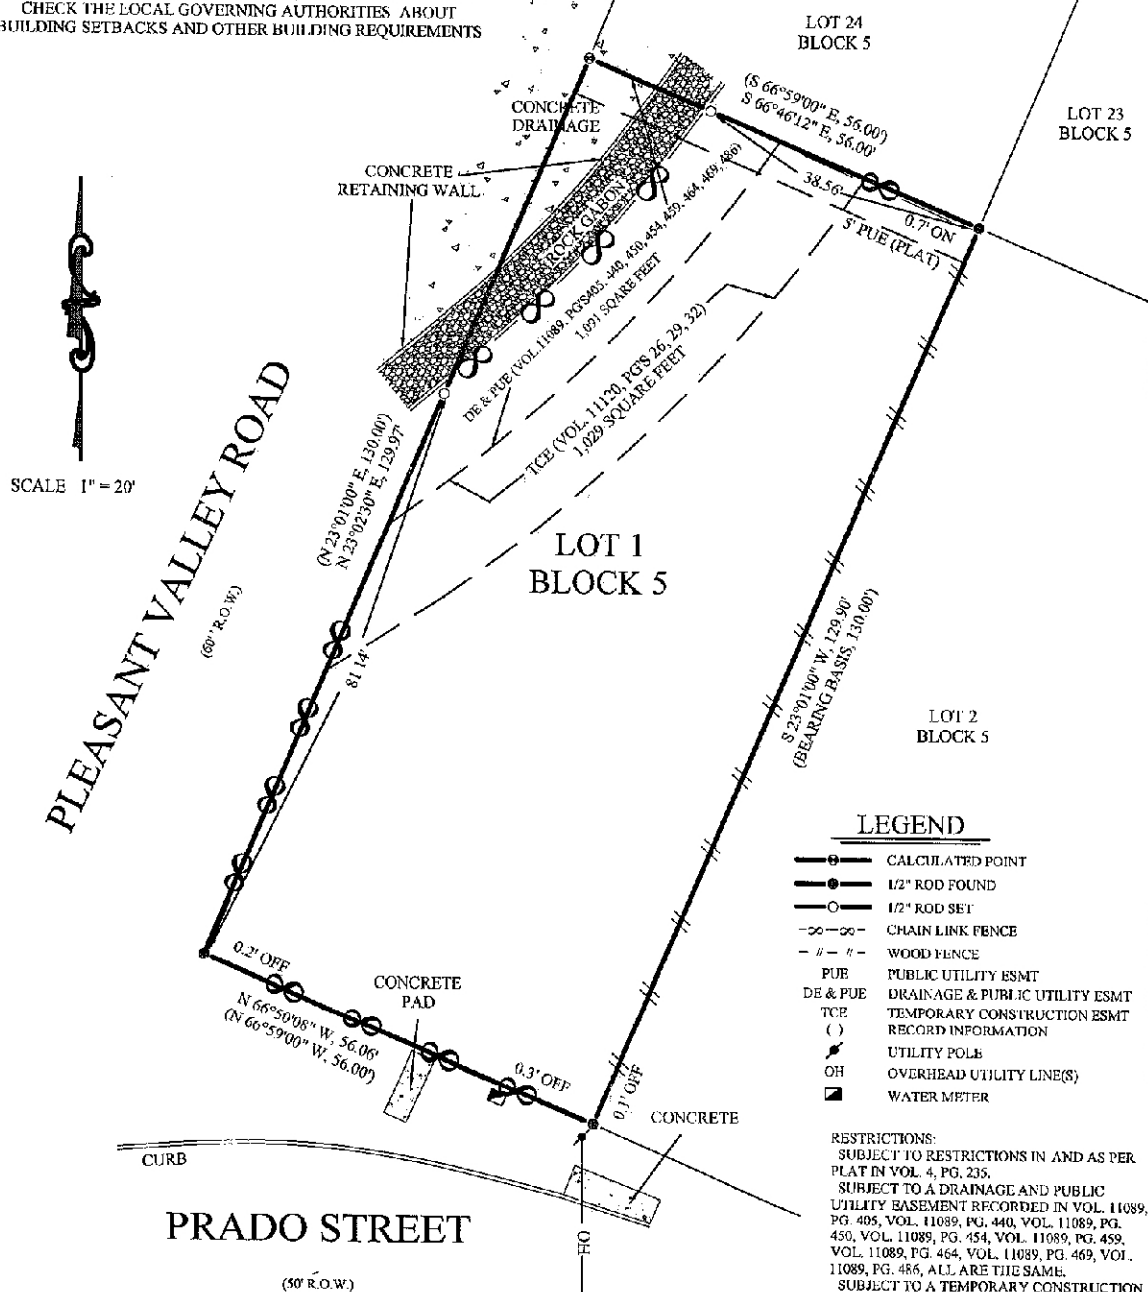 CHECK THE LOCAL GOVERNING AUTHORITIES ABOUT
BUILDING SETBACKS AND OTHER BUILDING REQUIREMENTS
LOT 24
BLOCK 5
LOT 23
BLOCK 5
(S 66°59'00" E, 56.00')
S 66°46'12" E, 56.00'
CONCRETE
DRAINAGE
CONCRETE
RETAINING WALL
ROCK GABON
38.56'
0.7' ON
5' PUE (PLAT)
DE & PUE (VOL. 11089, PG'S 405, 440, 450, 454, 459, 464, 469, 486)
1,091 SQARE FEET
TCE (VOL. 11120, PG'S 26, 29, 32)
1,029 SQUARE FEET
SCALE 1" = 20'
PLEASANT VALLEY ROAD
(60' R.O.W.)
(N 23°01'00" E, 130.00')
N 23°02'30" E, 129.97'
81.14'
LOT 1
BLOCK 5
S 23°01'00" W, 129.90'
(BEARING BASIS, 130.00')
LOT 2
BLOCK 5
0.2' OFF
N 66°50'08" W, 56.06'
(N 66°59'00" W, 56.00')
CONCRETE
PAD
0.3' OFF
0.1' OFF
CONCRETE
CURB
PRADO STREET
(50' R.O.W.)
OH
LEGEND
CALCULATED POINT
1/2" ROD FOUND
1/2" ROD SET
CHAIN LINK FENCE
WOOD FENCE
PUE PUBLIC UTILITY ESMT
DE & PUE DRAINAGE & PUBLIC UTILITY ESMT
TCE TEMPORARY CONSTRUCTION ESMT
( ) RECORD INFORMATION
UTILITY POLE
OH OVERHEAD UTILITY LINE(S)
WATER METER
RESTRICTIONS:
SUBJECT TO RESTRICTIONS IN AND AS PER
PLAT IN VOL. 4, PG. 235.
SUBJECT TO A DRAINAGE AND PUBLIC
UTILITY EASEMENT RECORDED IN VOL. 11089,
PG. 405, VOL. 11089, PG. 440, VOL. 11089, PG.
450, VOL. 11089, PG. 454, VOL. 11089, PG. 459,
VOL. 11089, PG. 464, VOL. 11089, PG. 469, VOL.
11089, PG. 486, ALL ARE THE SAME.
SUBJECT TO A TEMPORARY CONSTRUCTION